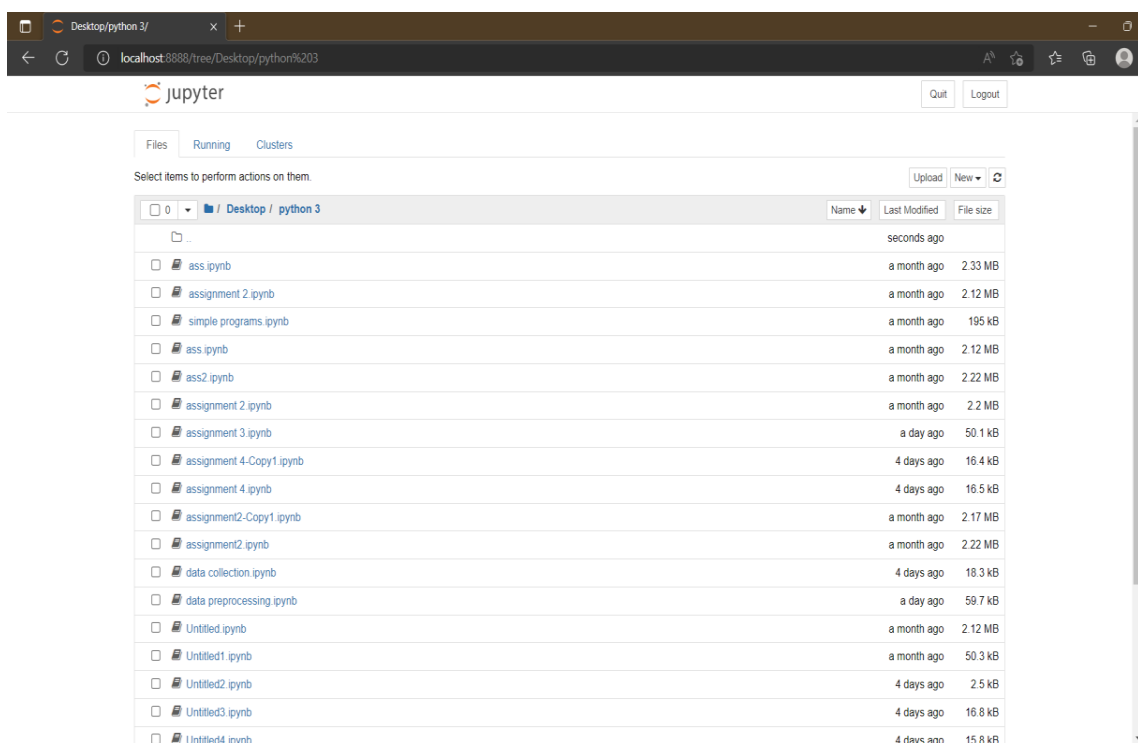 Desktop/python 3/
localhost:8888/tree/Desktop/python%203
jupyter
Quit Logout
Files Running Clusters
Select items to perform actions on them.
Upload New
0 / Desktop / python 3 Name Last Modified File size
.. seconds ago
ass.ipynb a month ago 2.33 MB
assignment 2.ipynb a month ago 2.12 MB
simple programs.ipynb a month ago 195 kB
ass.ipynb a month ago 2.12 MB
ass2.ipynb a month ago 2.22 MB
assignment 2.ipynb a month ago 2.2 MB
assignment 3.ipynb a day ago 50.1 kB
assignment 4-Copy1.ipynb 4 days ago 16.4 kB
assignment 4.ipynb 4 days ago 16.5 kB
assignment2-Copy1.ipynb a month ago 2.17 MB
assignment2.ipynb a month ago 2.22 MB
data collection.ipynb 4 days ago 18.3 kB
data preprocessing.ipynb a day ago 59.7 kB
Untitled.ipynb a month ago 2.12 MB
Untitled1.ipynb a month ago 50.3 kB
Untitled2.ipynb 4 days ago 2.5 kB
Untitled3.ipynb 4 days ago 16.8 kB
Untitled4.ipynb 4 days ago 15.8 kB